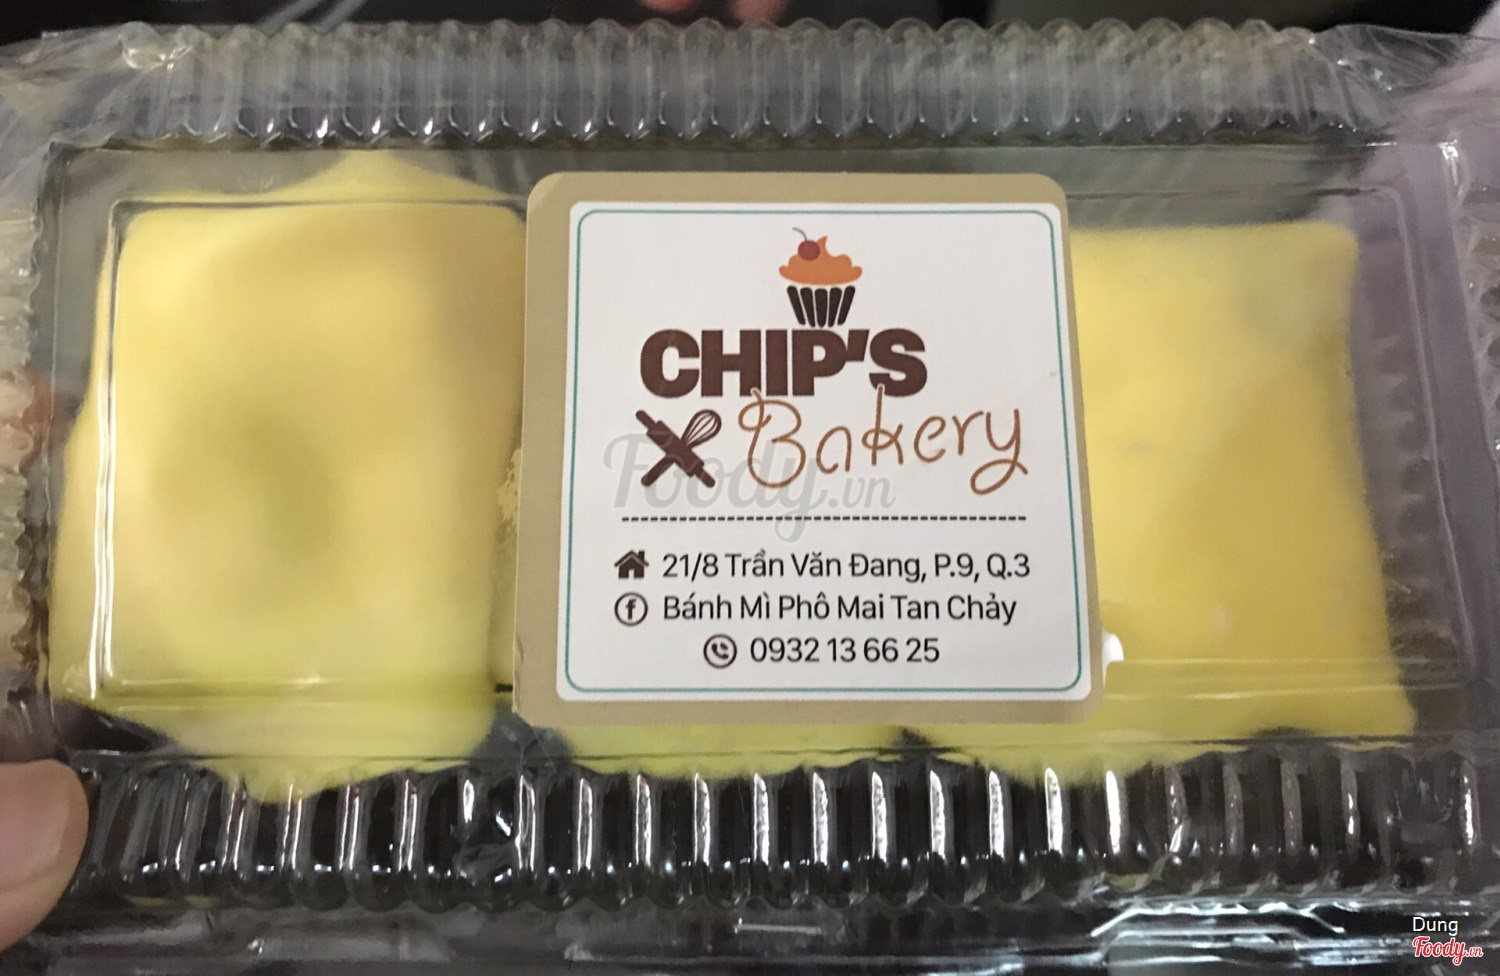 CHIP'S
Bakery
Foody.vn
21/8 Trần Văn Đang, P.9, Q.3
Bánh Mì Phô Mai Tan Chảy
0932 13 66 25
Dung
Foody.vn